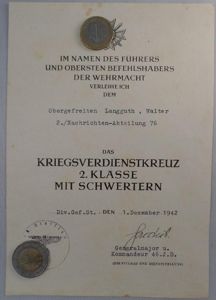 IM NAMEN DES FÜHRERS
UND OBERSTEN BEFEHLSHABERS
DER WEHRMACHT
VERLEIHE ICH
DEM
Obergefreiten Langguth, Walter
2./Nachrichten-Abteilung 76
DAS
KRIEGSVERDIENSTKREUZ
2. KLASSE
MIT SCHWERTERN
Div.Gef.St. DEN 1.Dezember 1942
Generalmajor u.
Kommandeur 46.J.D.